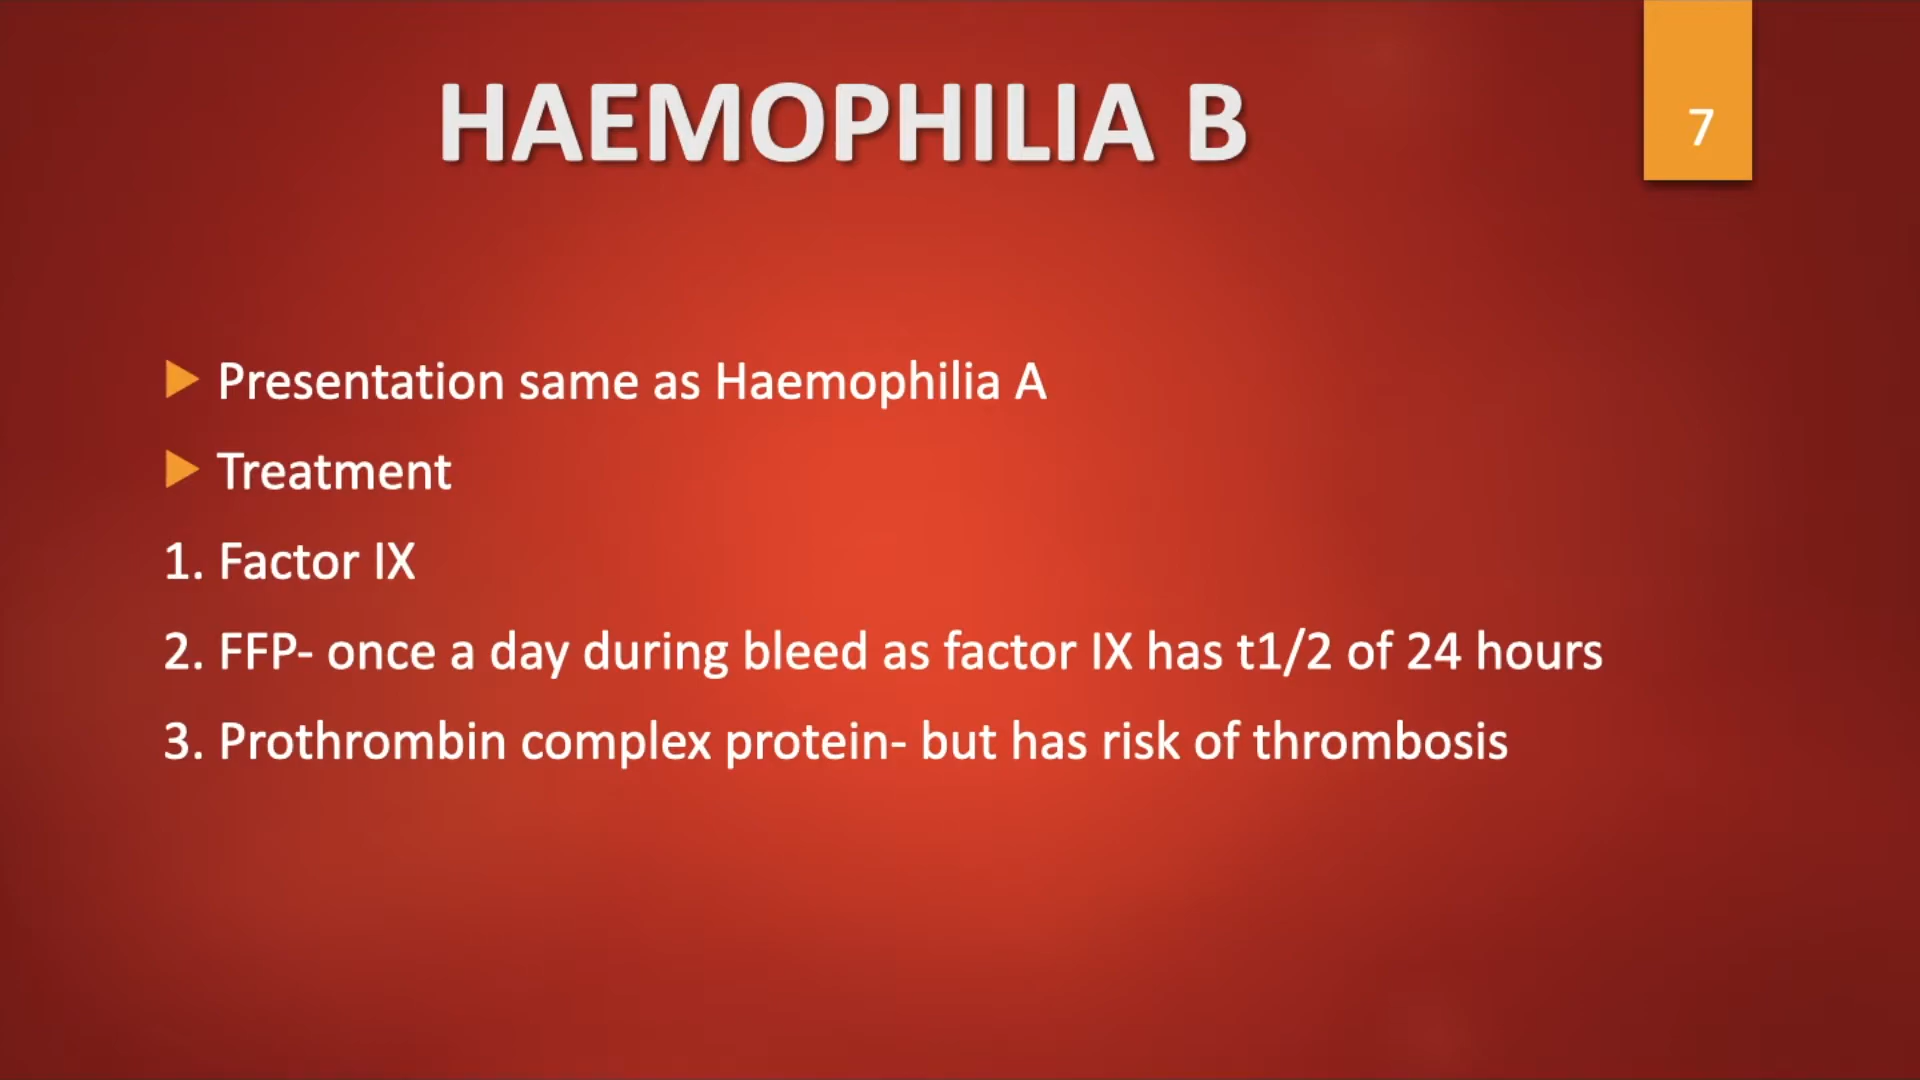 HAEMOPHILIA B
7
Presentation same as Haemophilia A
Treatment
1. Factor IX
2. FFP- once a day during bleed as factor IX has t1/2 of 24 hours
3. Prothrombin complex protein- but has risk of thrombosis